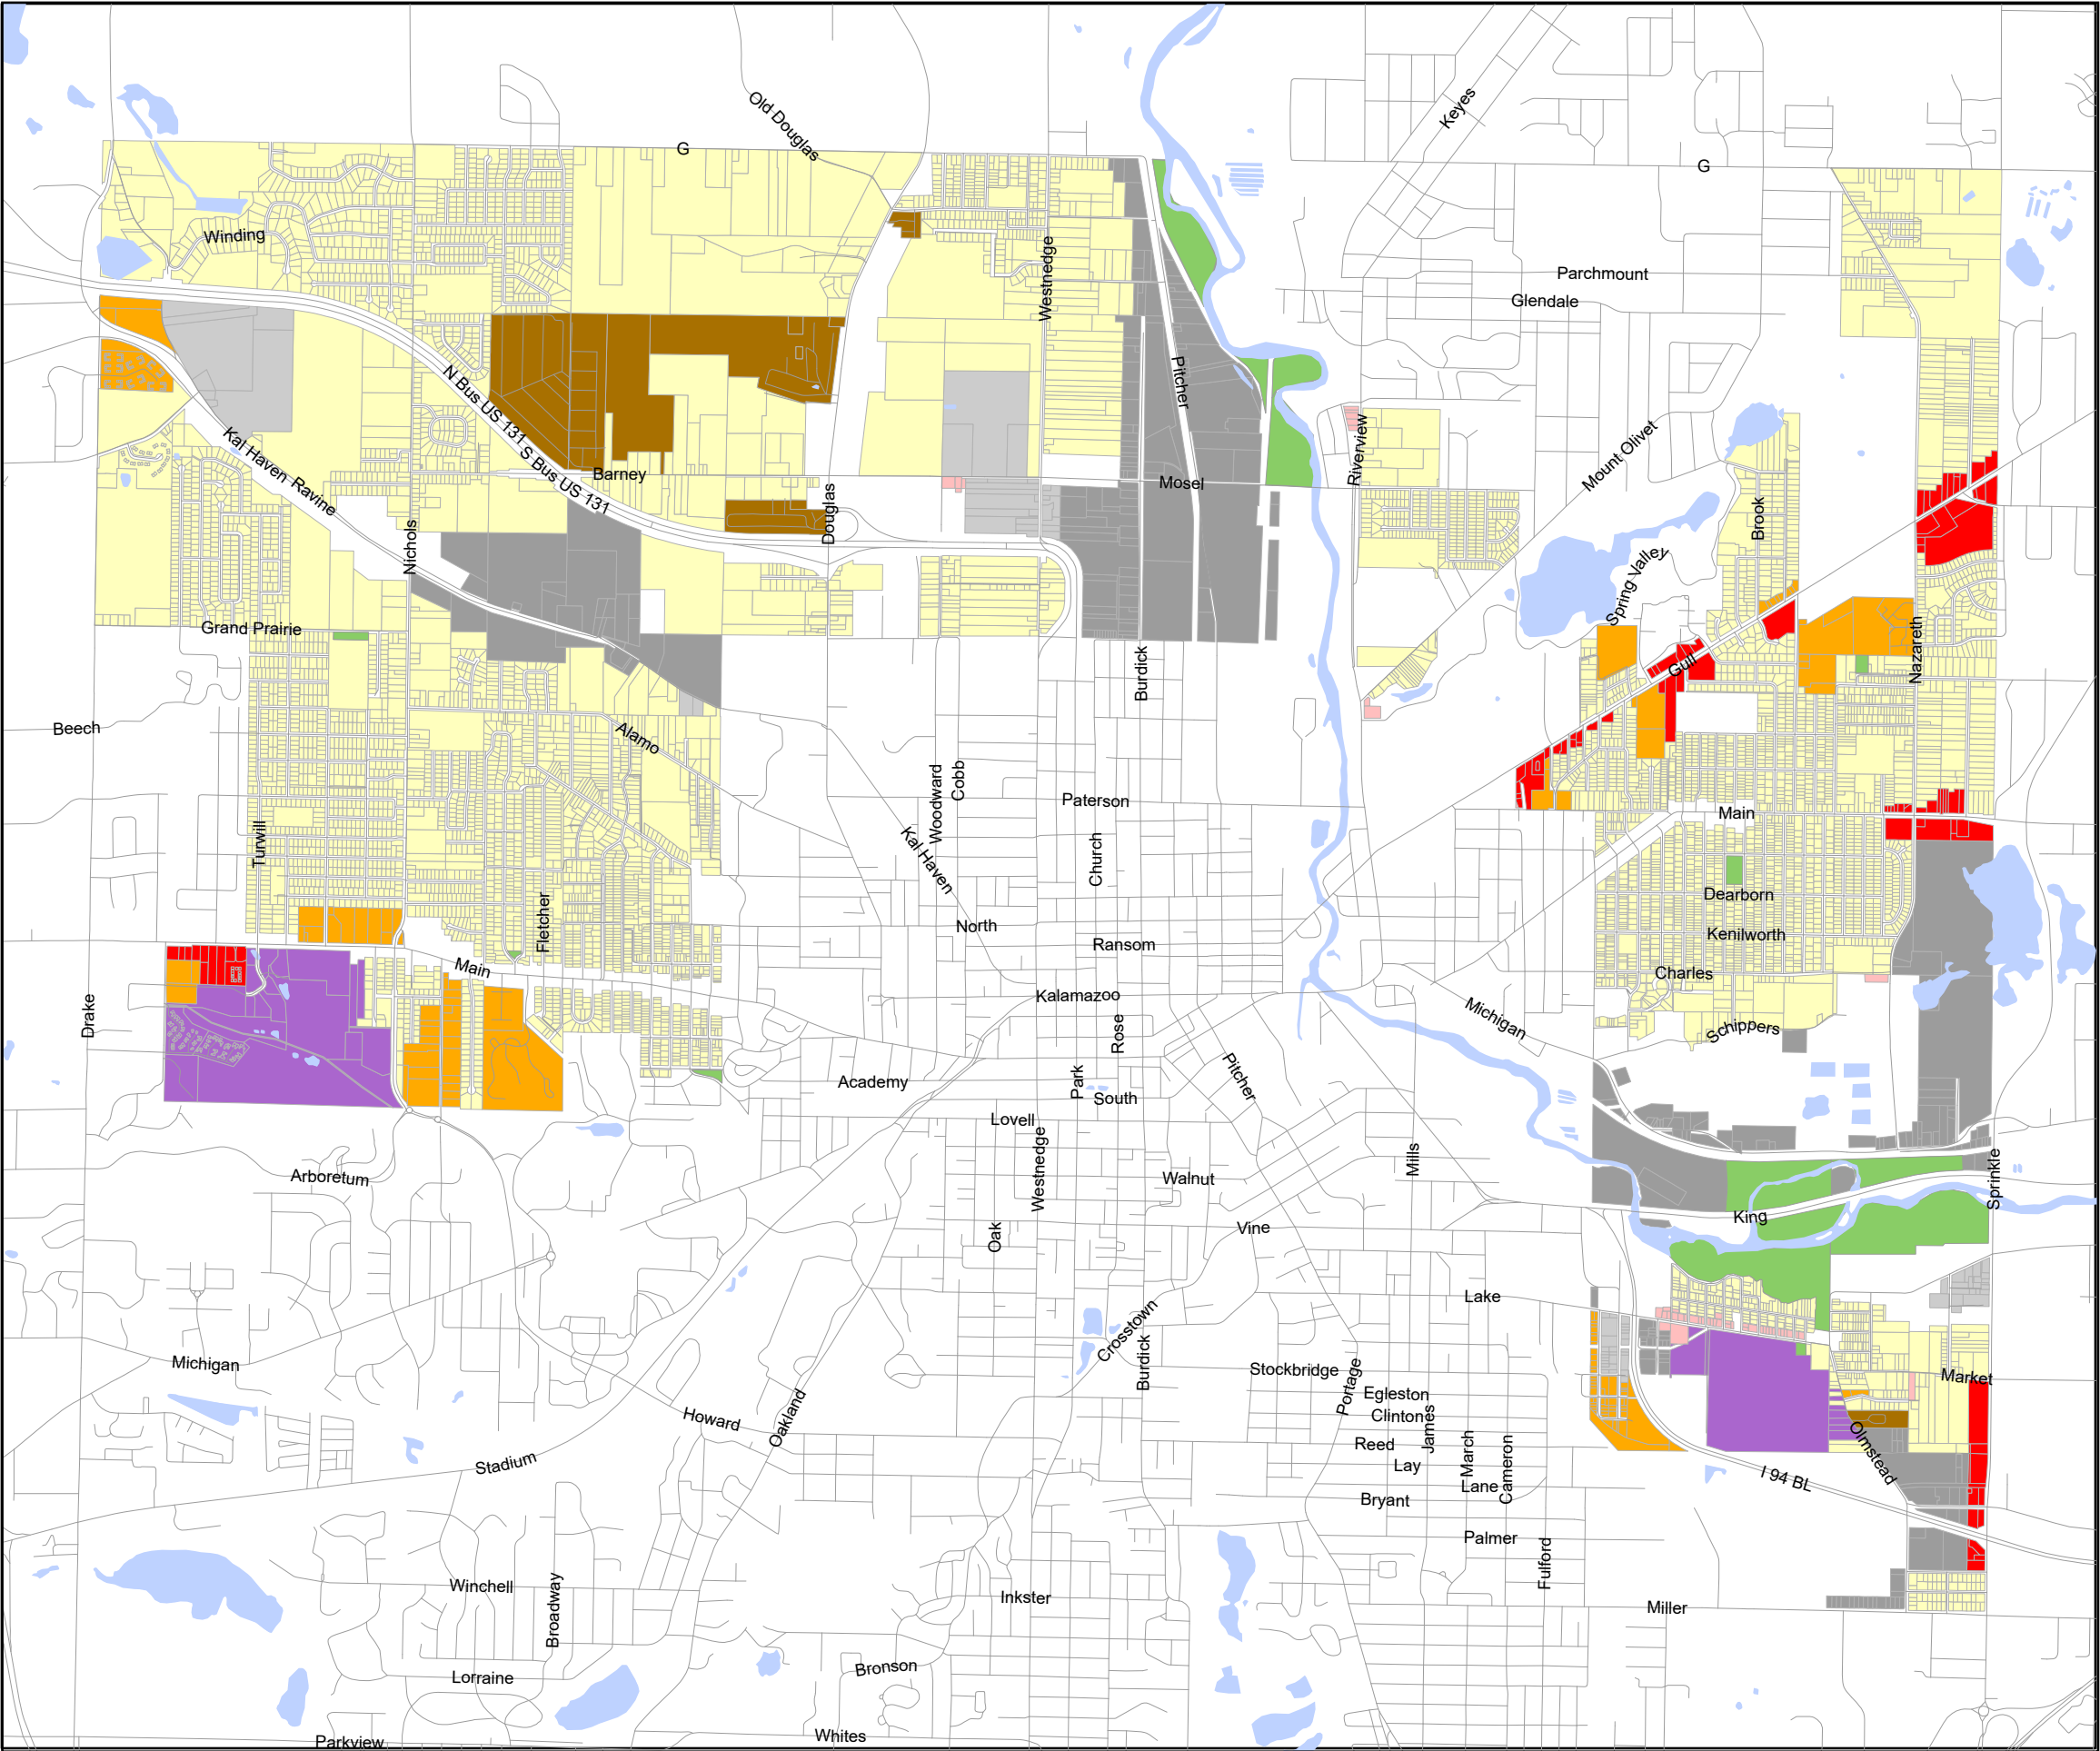 Old Douglas
Keyes
G
G
Winding
Westnedge
Parchmount
Glendale
Pitcher
N Bus US 131
S Bus US 131
Kal Haven
Ravine
Barney
Mosel
Riverview
Mount Olivet
Brook
Douglas
Nichols
Spring Valley
Grand Prairie
Burdick
Gull
Nazareth
Beech
Alamo
Woodward
Cobb
Paterson
Main
Turwill
Kal Haven
Church
Dearborn
Fletcher
North
Ransom
Kenilworth
Main
Charles
Drake
Kalamazoo
Rose
Michigan
Schippers
Academy
Park
South
Pitcher
Lovell
Arboretum
Westnedge
Walnut
Mills
Sprinkle
Oak
Vine
King
Lake
Crosstown
Michigan
Burdick
Stockbridge
Portage
Market
Egleston
Howard
Oakland
Clinton
James
Reed
March
Cameron
Olmstead
Stadium
Lay
Lane
I 94 BL
Bryant
Palmer
Fulford
Winchell
Broadway
Inkster
Miller
Lorraine
Bronson
Parkview
Whites